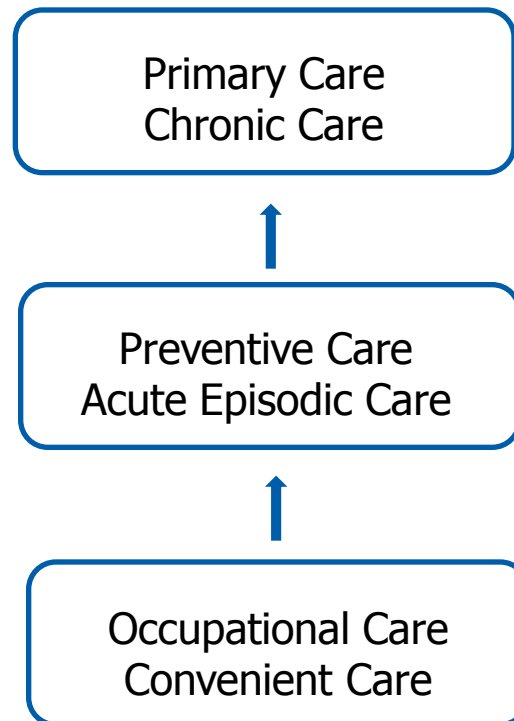 Primary Care
Chronic Care
Preventive Care
Acute Episodic Care
Occupational Care
Convenient Care